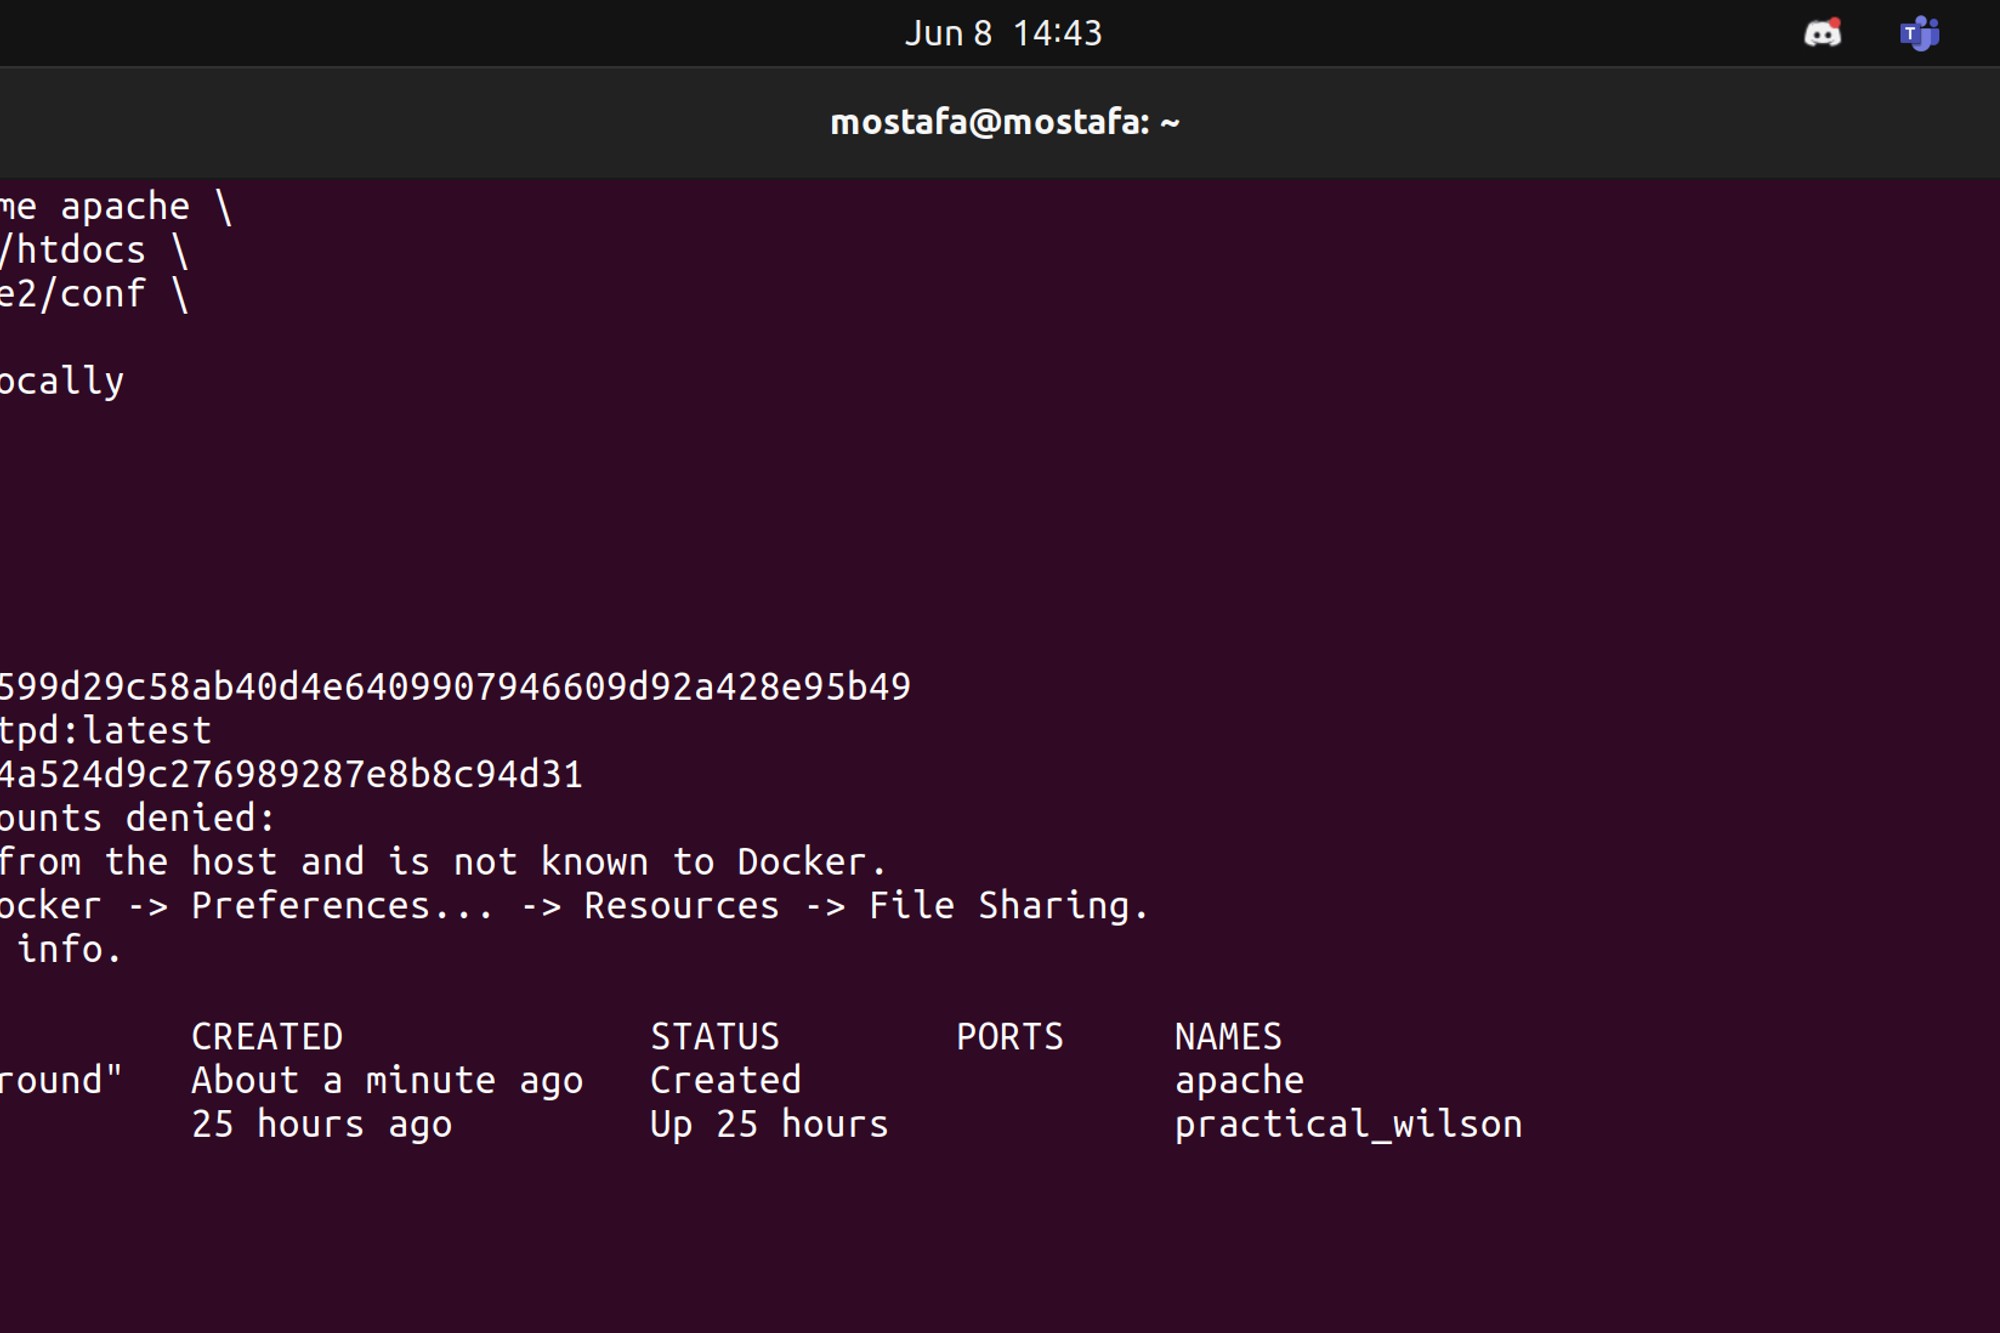 Jun 8 14:43
mostafa@mostafa: ~
me apache \
/htdocs \
e2/conf \
ocally
599d29c58ab40d4e6409907946609d92a428e95b49
tpd:latest
4a524d9c276989287e8b8c94d31
ounts denied:
from the host and is not known to Docker.
ocker -> Preferences... -> Resources -> File Sharing.
info.
CREATED STATUS PORTS NAMES
round" About a minute ago Created apache
25 hours ago Up 25 hours practical_wilson